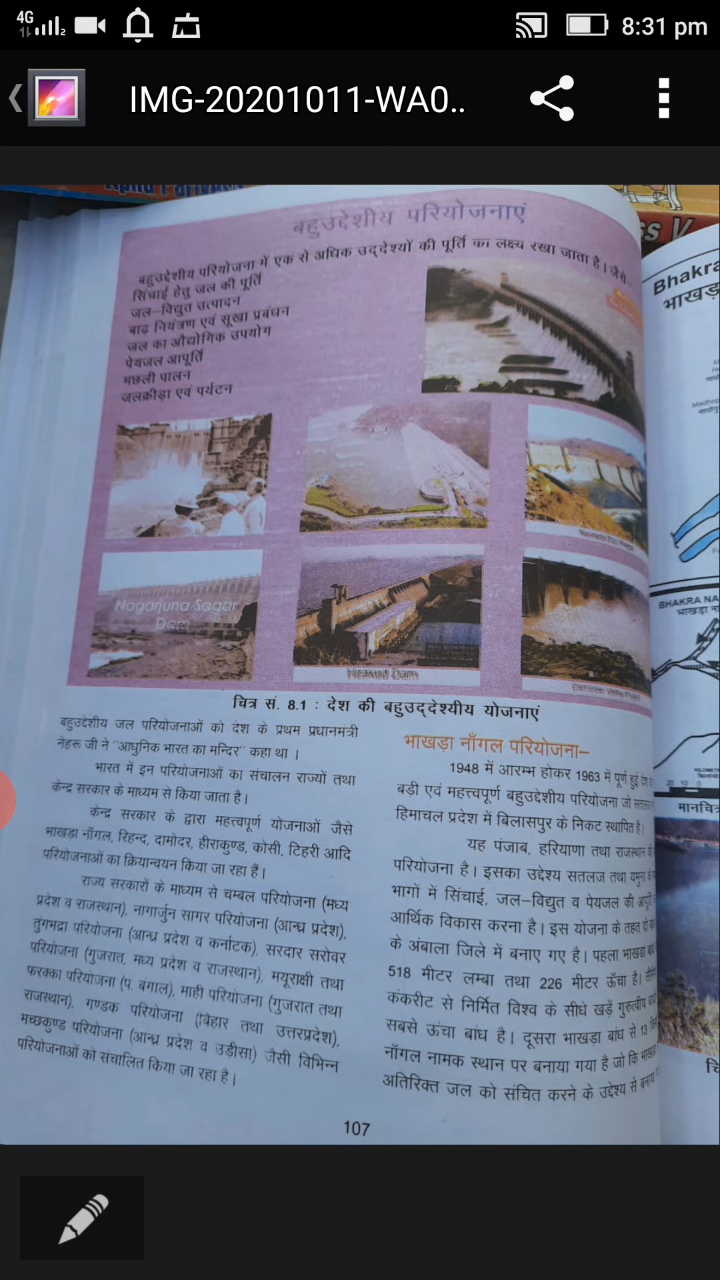 4G
8:31 pm
IMG-20201011-WA0..
ss V
बहुउद्देशीय परियोजनाएं
बहुउद्देशीय परियोजना में एक से अधिक उद्देश्यों की पूर्ति का लक्ष्य रखा जाता है। जैसे
सिंचाई हेतु जल की पूर्ति
जल–विद्युत उत्पादन
बाढ़ नियंत्रण एवं सूखा प्रबंधन
जल का औद्योगिक उपयोग
पेयजल आपूर्ति
मछली पालन
जलक्रीड़ा एवं पर्यटन
Nagarjuna Sagar
Dam
Hirakud Dam
चित्र सं. 8.1 : देश की बहुउद्देश्यीय योजनाएं
बहुउद्देशीय जल परियोजनाओं को देश के प्रथम प्रधानमंत्री
नेहरू जी ने "आधुनिक भारत का मन्दिर" कहा था ।
भारत में इन परियोजनाओं का संचालन राज्यों तथा
केन्द्र सरकार के माध्यम से किया जाता है।
केन्द्र सरकार के द्वारा महत्त्वपूर्ण योजनाओं जैसे
भाखड़ा नाँगल, रिहन्द, दामोदर, हीराकुण्ड, कोसी, टिहरी आदि
परियोजनाओं का क्रियान्वयन किया जा रहा हैं।
राज्य सरकारों के माध्यम से चम्बल परियोजना (मध्य
प्रदेश व राजस्थान), नागार्जुन सागर परियोजना (आन्ध्र प्रदेश),
तुंगभद्रा परियोजना (आन्ध्र प्रदेश व कर्नाटक), सरदार सरोवर
परियोजना (गुजरात, मध्य प्रदेश व राजस्थान), मयूराक्षी तथा
फरक्का परियोजना (प. बंगाल), माही परियोजना (गुजरात तथा
राजस्थान), गण्डक परियोजना (बिहार तथा उत्तरप्रदेश),
मच्छकुण्ड परियोजना (आन्ध्र प्रदेश व उड़ीसा) जैसी विभिन्न
परियोजनाओं को संचालित किया जा रहा है।
भाखड़ा नाँगल परियोजना–
1948 में आरम्भ होकर 1963 में पूर्ण हुई
बड़ी एवं महत्त्वपूर्ण बहुउद्देशीय परियोजना जो
हिमाचल प्रदेश में बिलासपुर के निकट स्थापित है।
यह पंजाब, हरियाणा तथा राजस्थान
परियोजना है। इसका उद्देश्य सतलज तथा यमुना
भागों में सिंचाई, जल–विद्युत व पेयजल की आपूर्ति
आर्थिक विकास करना है। इस योजना के तहत दो
के अंबाला जिले में बनाए गए है। पहला भाखड़ा
518 मीटर लम्बा तथा 226 मीटर ऊँचा है।
कंकरीट से निर्मित विश्व के सीधे खड़ें गुरुत्वीय
सबसे ऊंचा बांध है। दूसरा भाखड़ा बांध से 13
नाँगल नामक स्थान पर बनाया गया है जो कि
अतिरिक्त जल को संचित करने के उद्देश्य से
107
Bhakra
भाखड़ा
BHAKRA NA
भाखड़ा
20 10 0
मानचि